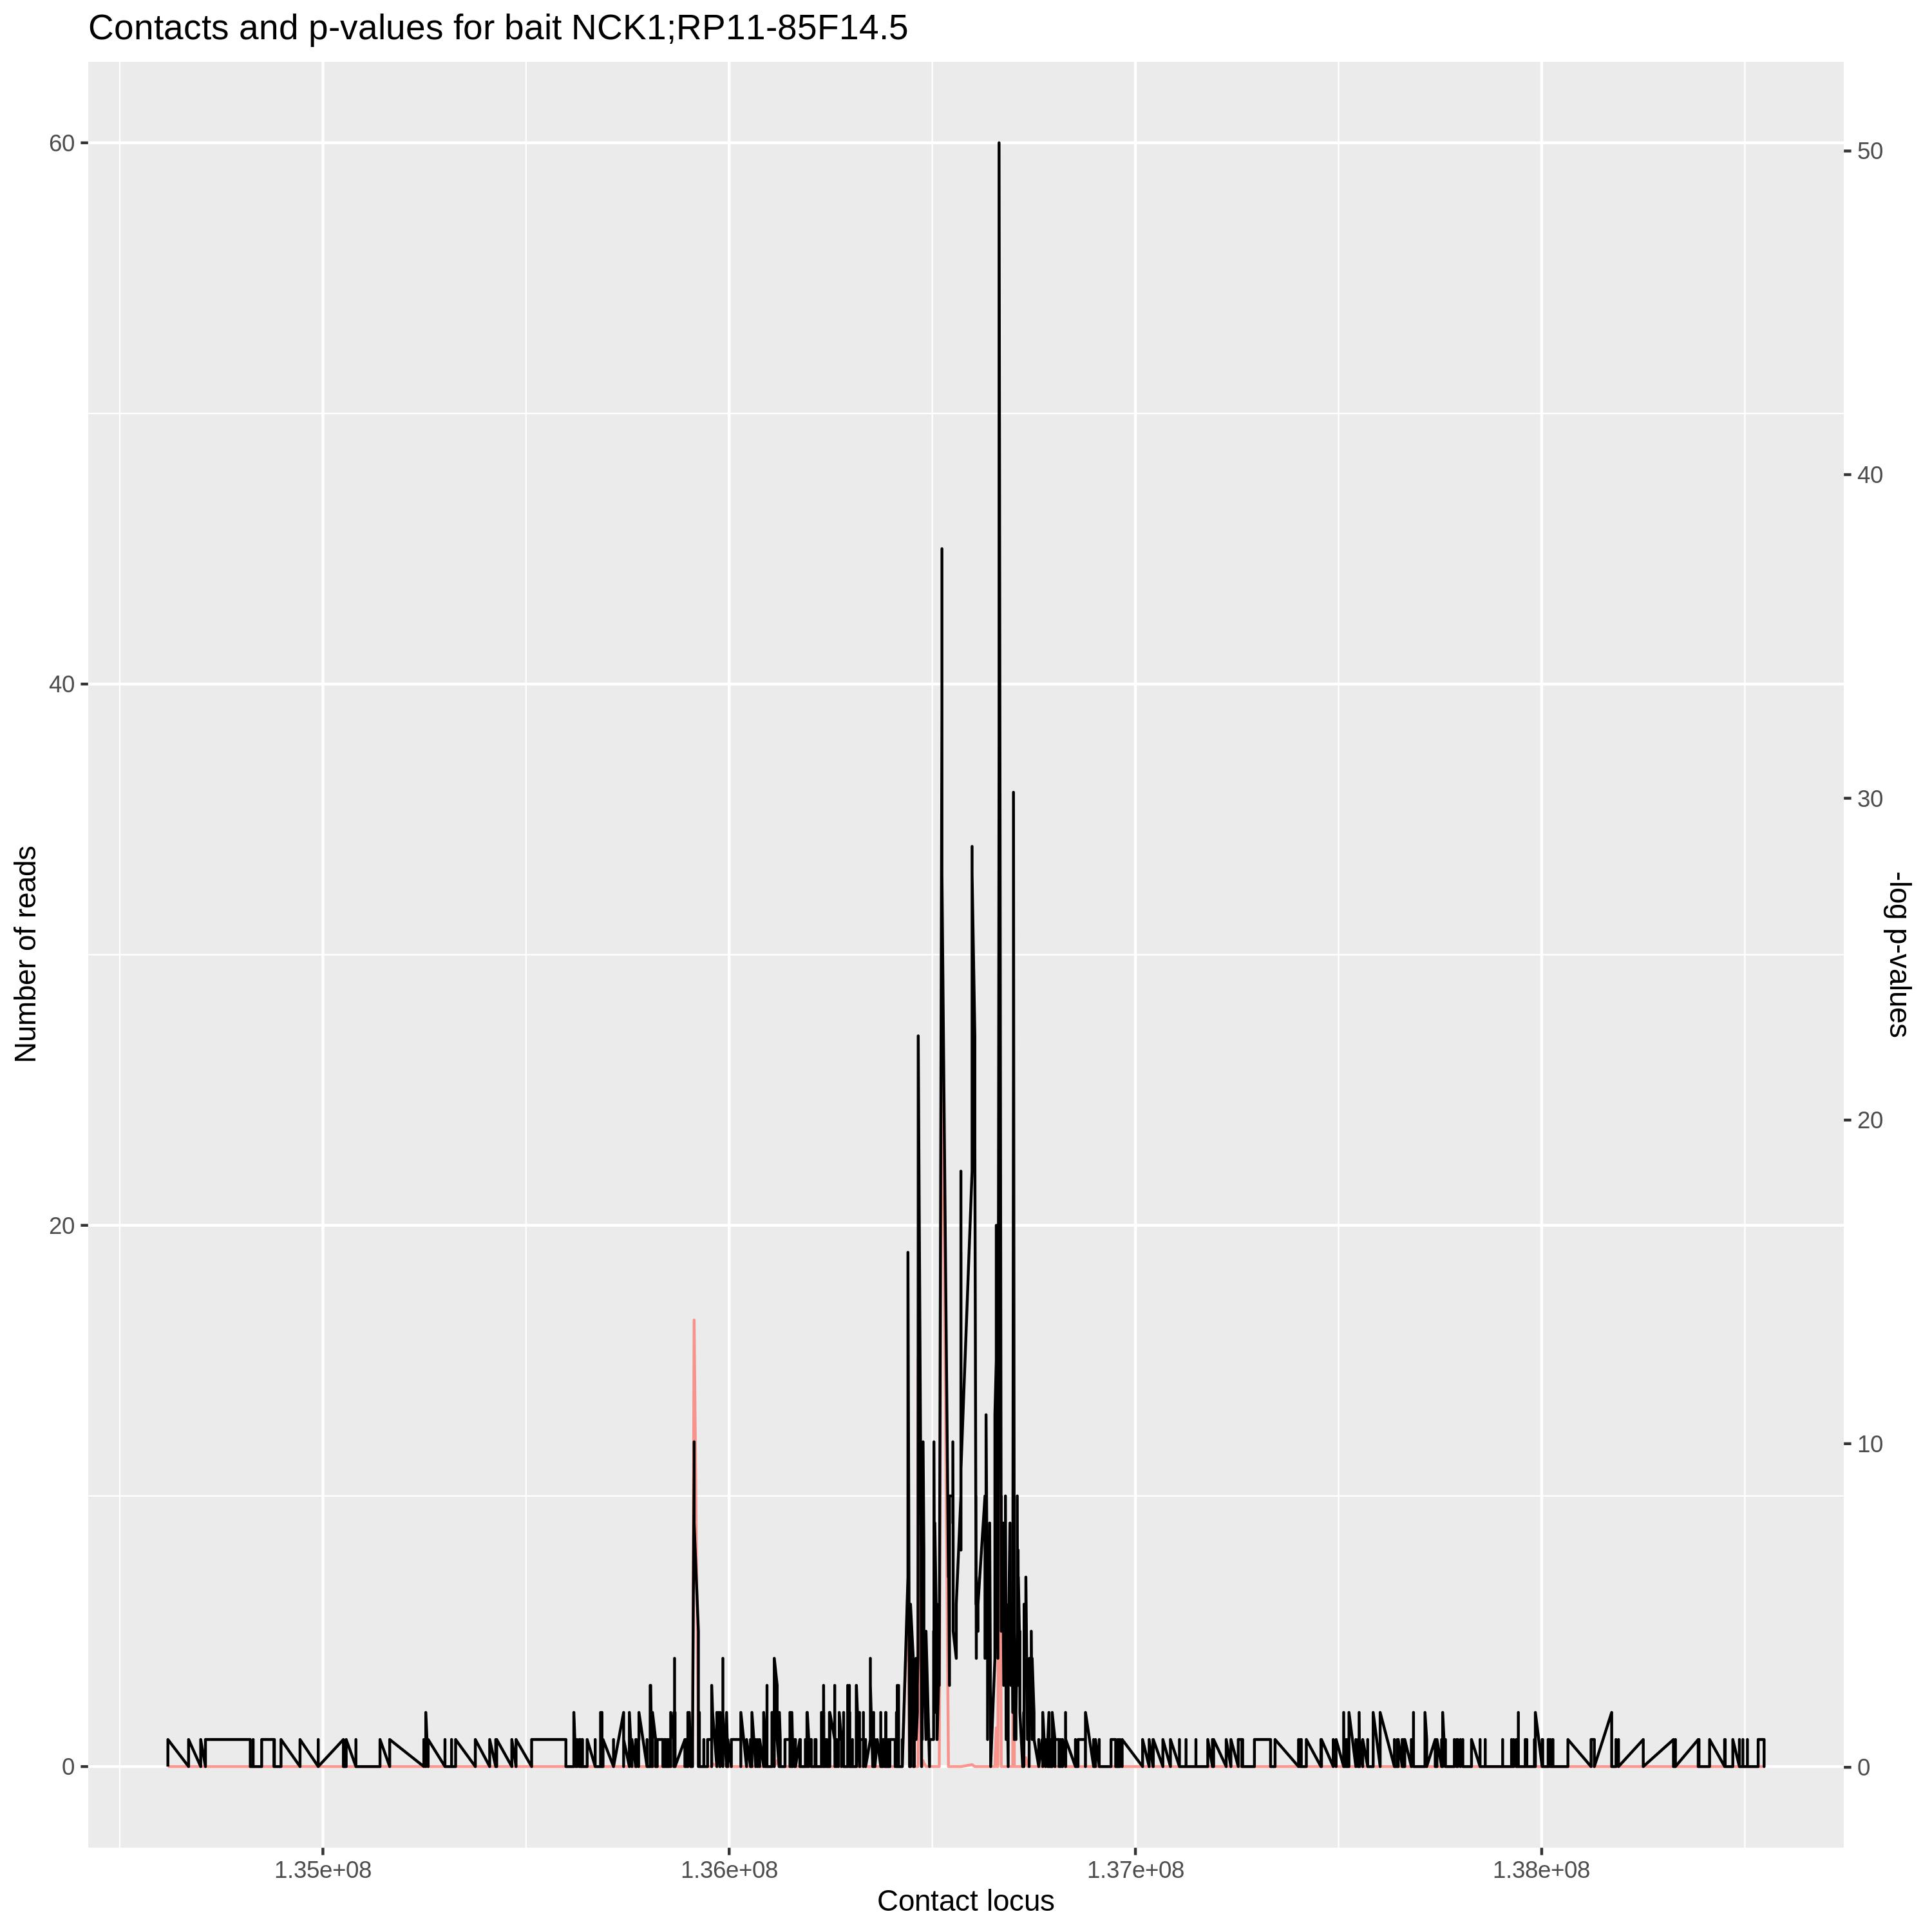 Contacts and p-values for bait NCK1;RP11-85F14.5
60
40
20
0
Number of reads
50
40
30
20
10
0
-log p-values
1.35e+08
1.36e+08
1.37e+08
1.38e+08
Contact locus